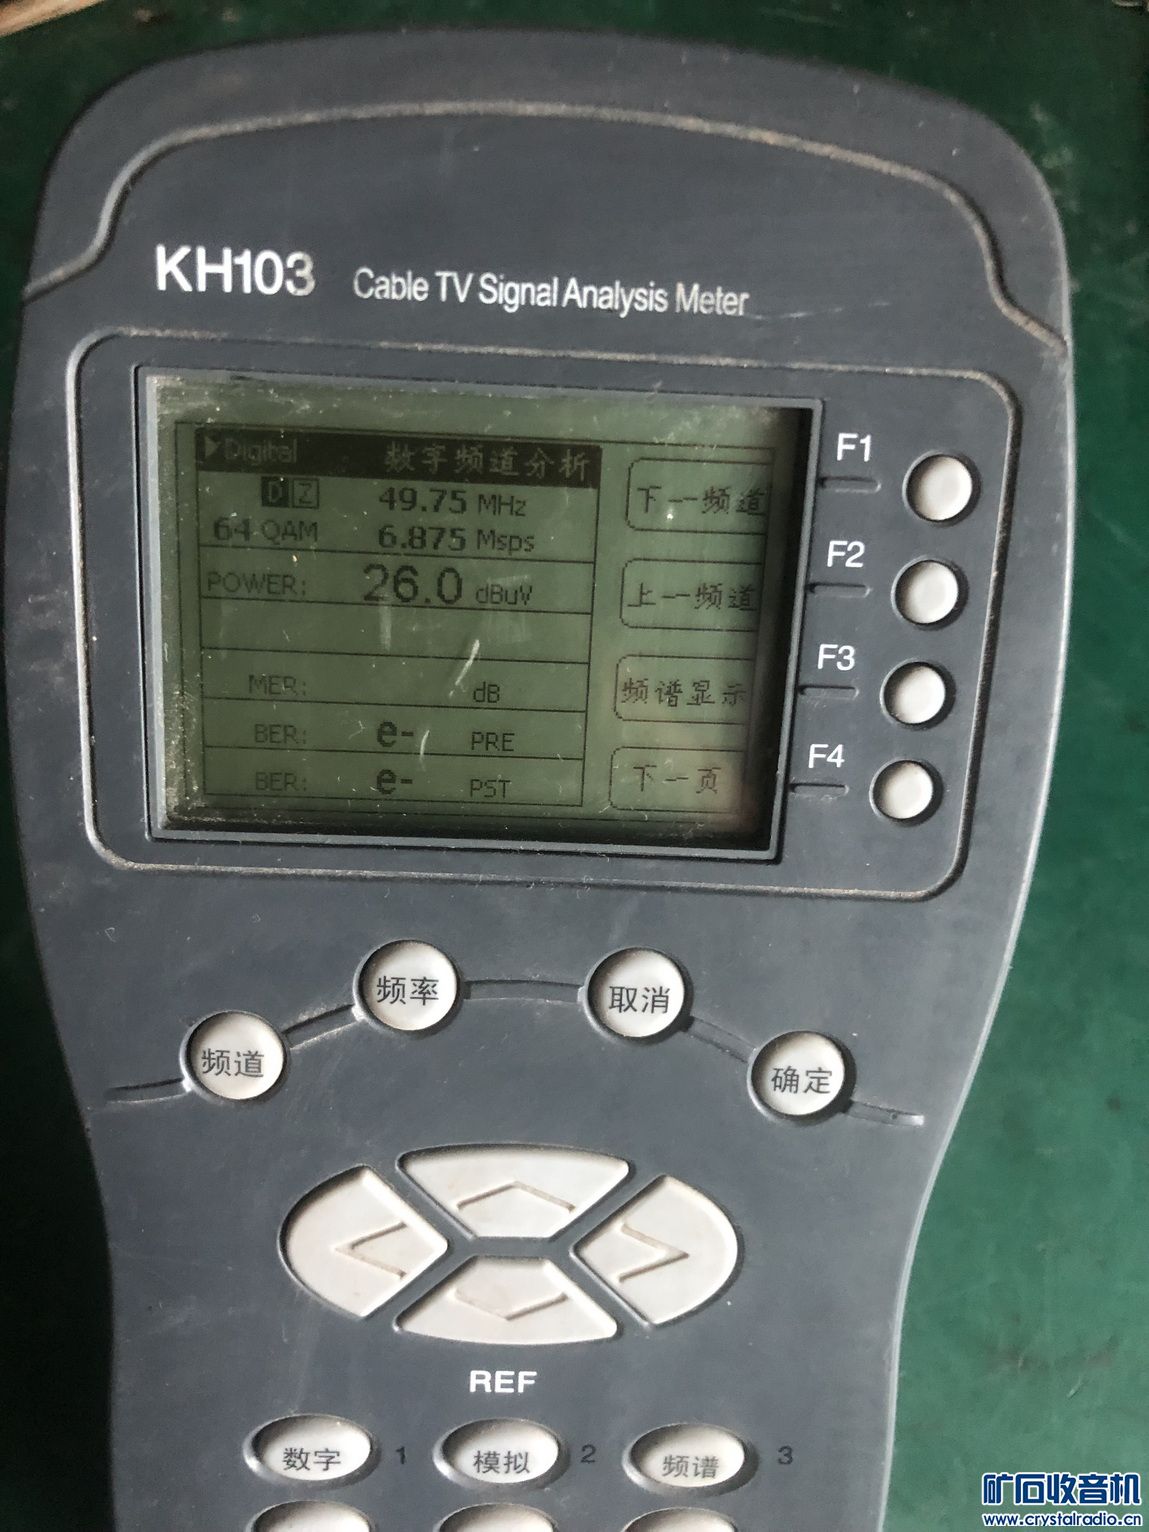 KH103 Cable TV Signal Analysis Meter
Digital 数字频道分析
D Z 49.75 MHz
64 QAM 6.875 Msps
POWER: 26.0 dBuV
MER: dB
BER: e- PRE
BER: e- PST
下一频道
上一频道
频谱显示
下一页
F1
F2
F3
F4
频道
频率
取消
确定
REF
数字 1
模拟 2
频谱 3
矿石收音机
www.crystalradio.cn